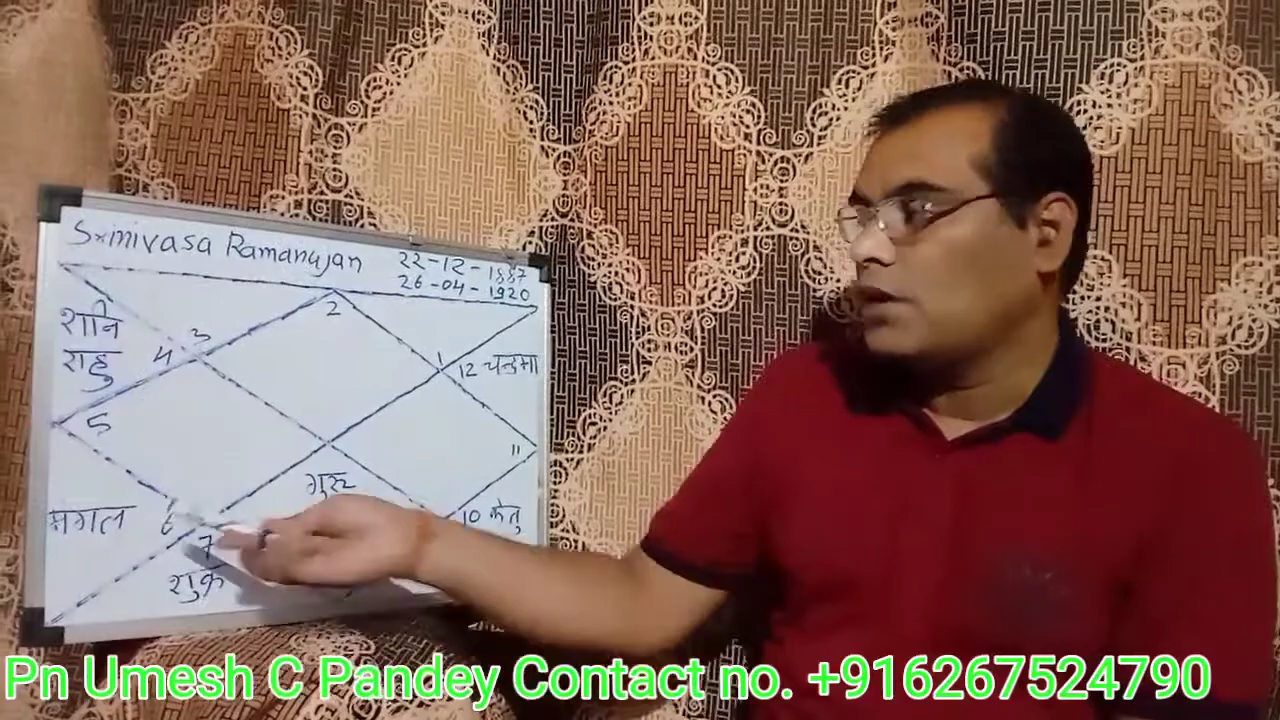 Srinivasa Ramanujan 22-12-1887
26-04-1920
2
शनि 3
राहु 4
1
12 चन्द्रमा
5
11
गुरू
मंगल 6
10 केतु
7
शुक्र
Pn Umesh C Pandey Contact no. +916267524790